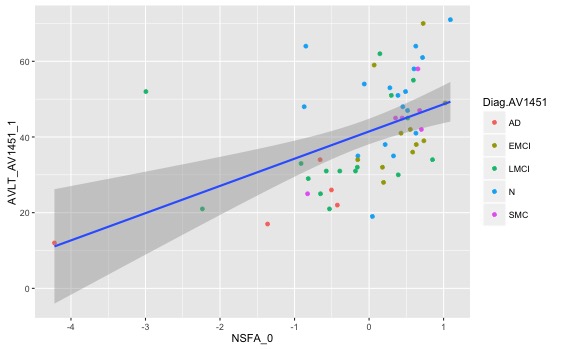 60
40
20
0
AVLT_AV1451_1
-4
-3
-2
-1
0
1
NSFA_0
Diag.AV1451
AD
EMCI
LMCI
N
SMC